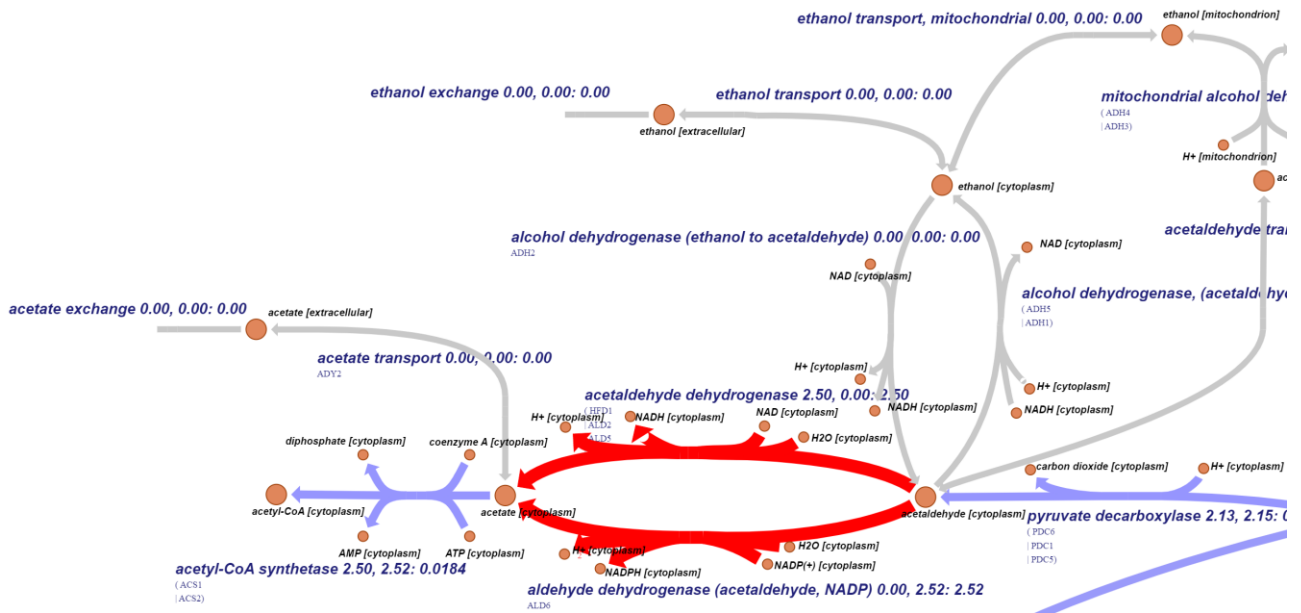 ethanol transport, mitochondrial 0.00, 0.00: 0.00
ethanol [mitochondrion]
ethanol exchange 0.00, 0.00: 0.00
ethanol transport 0.00, 0.00: 0.00
mitochondrial alcohol deh
( ADH4
| ADH3)
ethanol [extracellular]
H+ [mitochondrion]
ethanol [cytoplasm]
ac
alcohol dehydrogenase (ethanol to acetaldehyde) 0.00, 0.00: 0.00
ADH2
acetaldehyde tran
NAD [cytoplasm]
NAD [cytoplasm]
alcohol dehydrogenase, (acetaldehyde
( ADH5
| ADH1)
acetate exchange 0.00, 0.00: 0.00
acetate [extracellular]
acetate transport 0.00, 0.00: 0.00
ADY2
H+ [cytoplasm]
H+ [cytoplasm]
NADH [cytoplasm]
NADH [cytoplasm]
acetaldehyde dehydrogenase 2.50, 0.00: 2.50
( HFD1
| ALD2
ALD5
H+ [cytoplasm]
NADH [cytoplasm]
NAD [cytoplasm]
H2O [cytoplasm]
diphosphate [cytoplasm]
coenzyme A [cytoplasm]
carbon dioxide [cytoplasm]
H+ [cytoplasm]
acetyl-CoA [cytoplasm]
acetate [cytoplasm]
acetaldehyde [cytoplasm]
pyruvate decarboxylase 2.13, 2.15: 0
( PDC6
| PDC1
| PDC5)
AMP [cytoplasm]
ATP [cytoplasm]
H+ [cytoplasm]
H2O [cytoplasm]
NADPH [cytoplasm]
NADP(+) [cytoplasm]
acetyl-CoA synthetase 2.50, 2.52: 0.0184
( ACS1
| ACS2)
aldehyde dehydrogenase (acetaldehyde, NADP) 0.00, 2.52: 2.52
ALD6